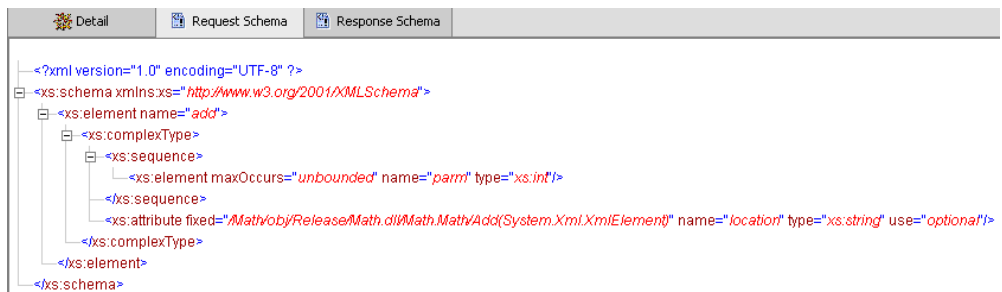 Detail Request Schema Response Schema
<?xml version="1.0" encoding="UTF-8" ?>
<xs:schema xmlns:xs="http://www.w3.org/2001/XMLSchema">
<xs:element name="add">
<xs:complexType>
<xs:sequence>
<xs:element maxOccurs="unbounded" name="parm" type="xs:int"/>
</xs:sequence>
<xs:attribute fixed="/Math/obj/Release/Math.dll/Math.Math/Add(System.Xml.XmlElement)" name="location" type="xs:string" use="optional"/>
</xs:complexType>
</xs:element>
</xs:schema>